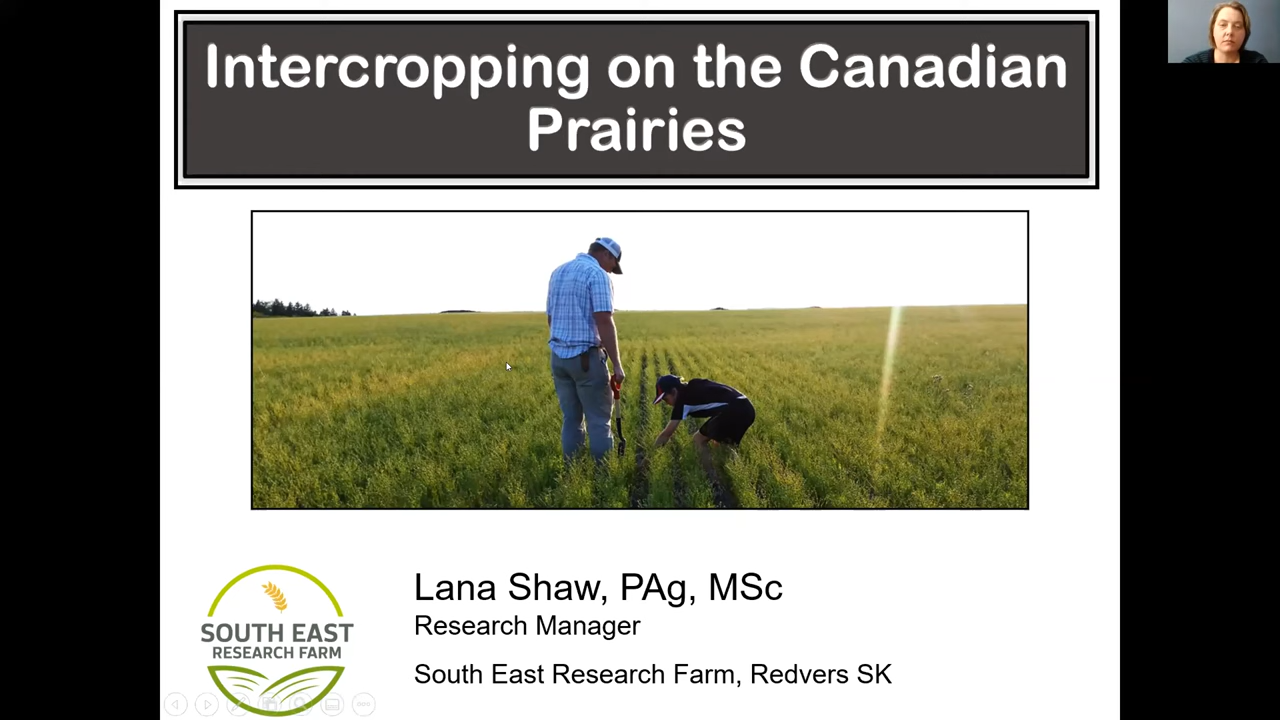 Intercropping on the Canadian
Prairies
SOUTH EAST
RESEARCH FARM
Lana Shaw, PAg, MSc
Research Manager
South East Research Farm, Redvers SK